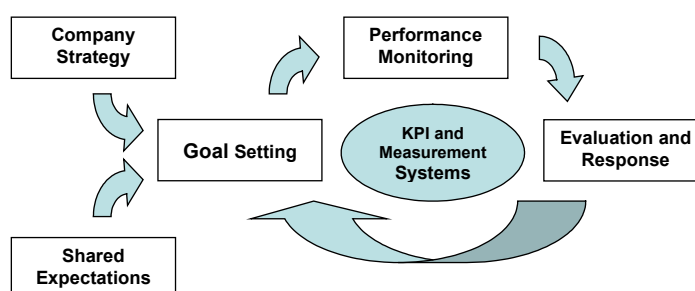 Company
Strategy
Performance
Monitoring
Goal Setting
KPI and
Measurement
Systems
Evaluation and
Response
Shared
Expectations